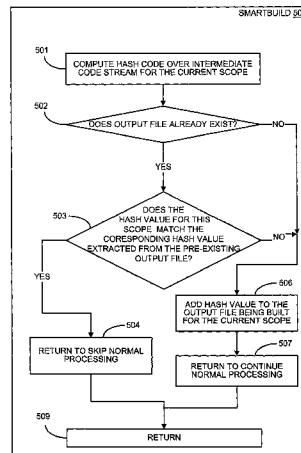 SMARTBUILD 50
501
COMPUTE HASH CODE OVER INTERMEDIATE
CODE STREAM FOR THE CURRENT SCOPE
502
DOES OUTPUT FILE ALREADY EXIST?
NO
YES
503
DOES THE
HASH VALUE FOR THIS
SCOPE MATCH THE
CORESPONDING HASH VALUE
EXTRACTED FROM THE PRE-EXISTING
OUTPUT FILE?
NO
YES
506
ADD HASH VALUE TO THE
OUTPUT FILE BEING BUILT
FOR THE CURRENT SCOPE
504
RETURN TO SKIP NORMAL
PROCESSING
507
RETURN TO CONTINUE
NORMAL PROCESSING
509
RETURN